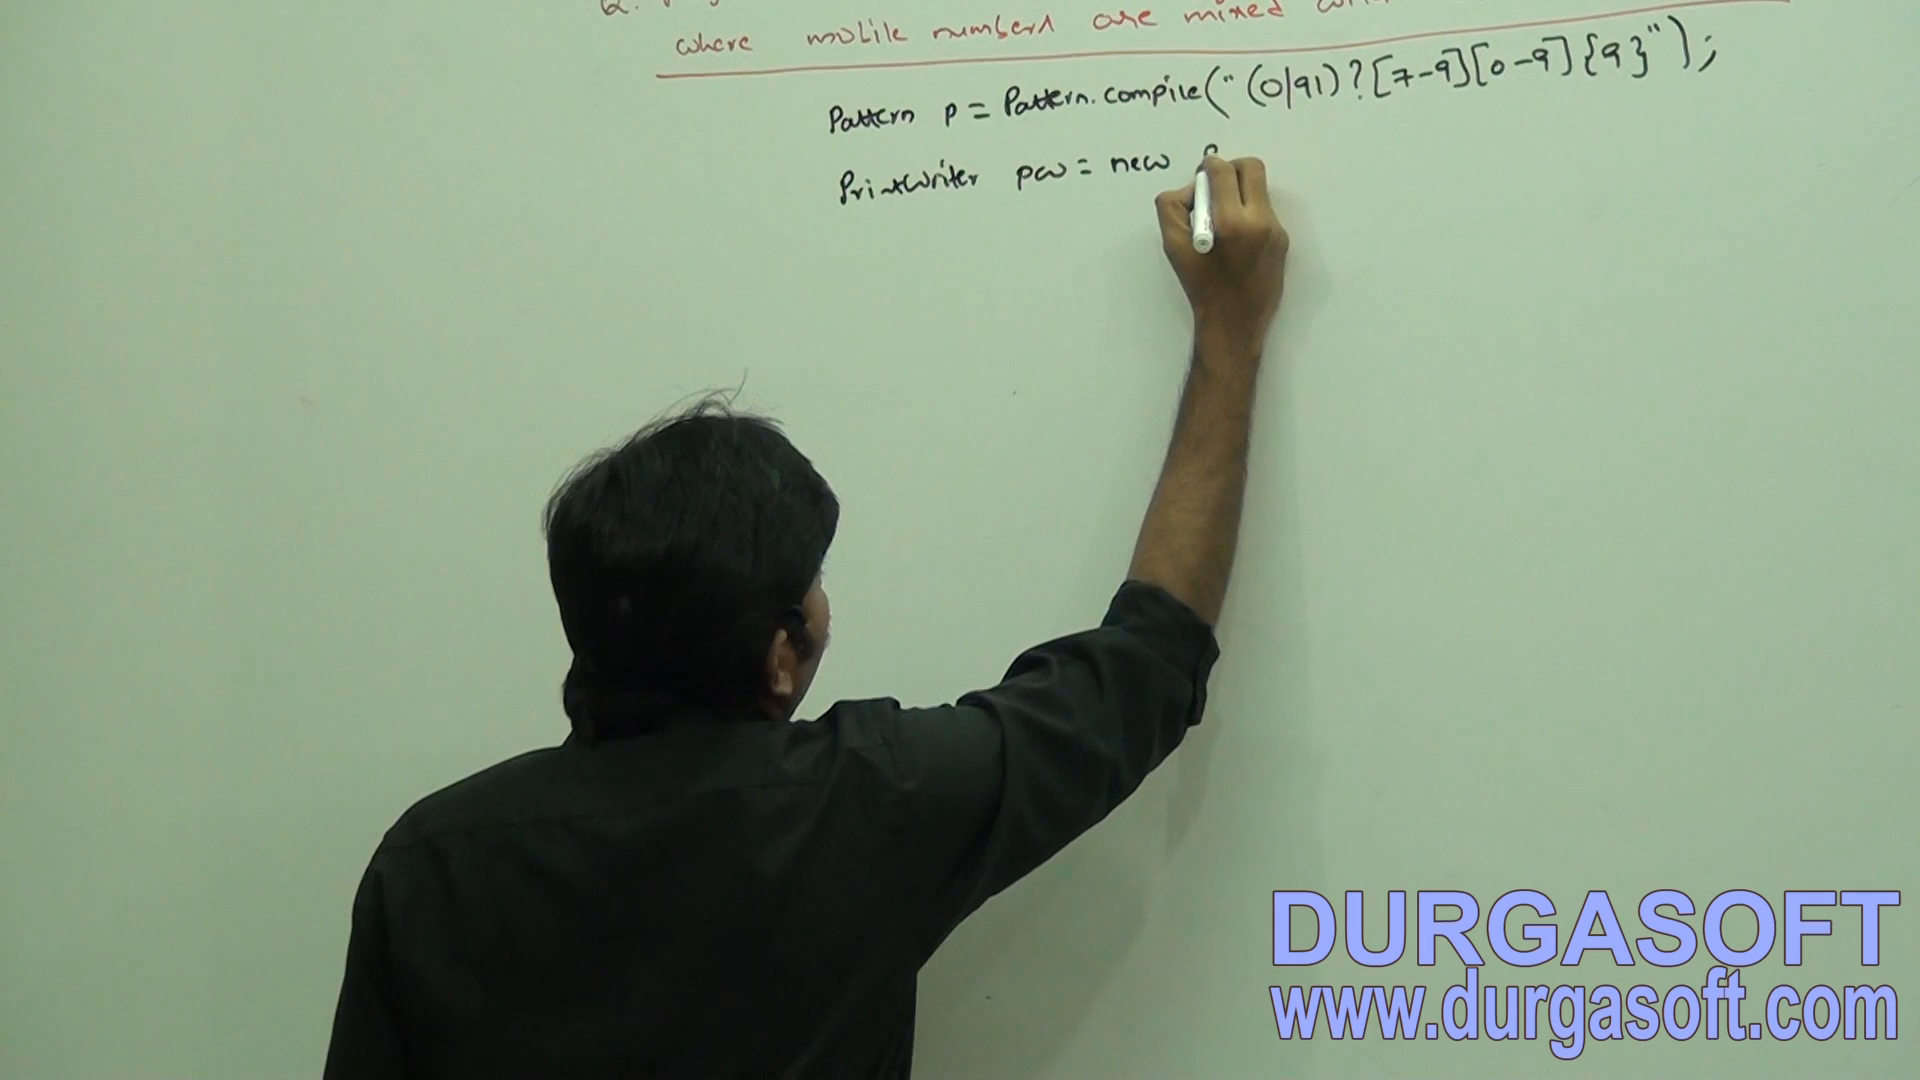 Q.
where mobile numbers are mixed
Pattern p = Pattern.compile("(0|91)?[7-9][0-9]{9}");
PrintWriter pw = new P
DURGASOFT
www.durgasoft.com